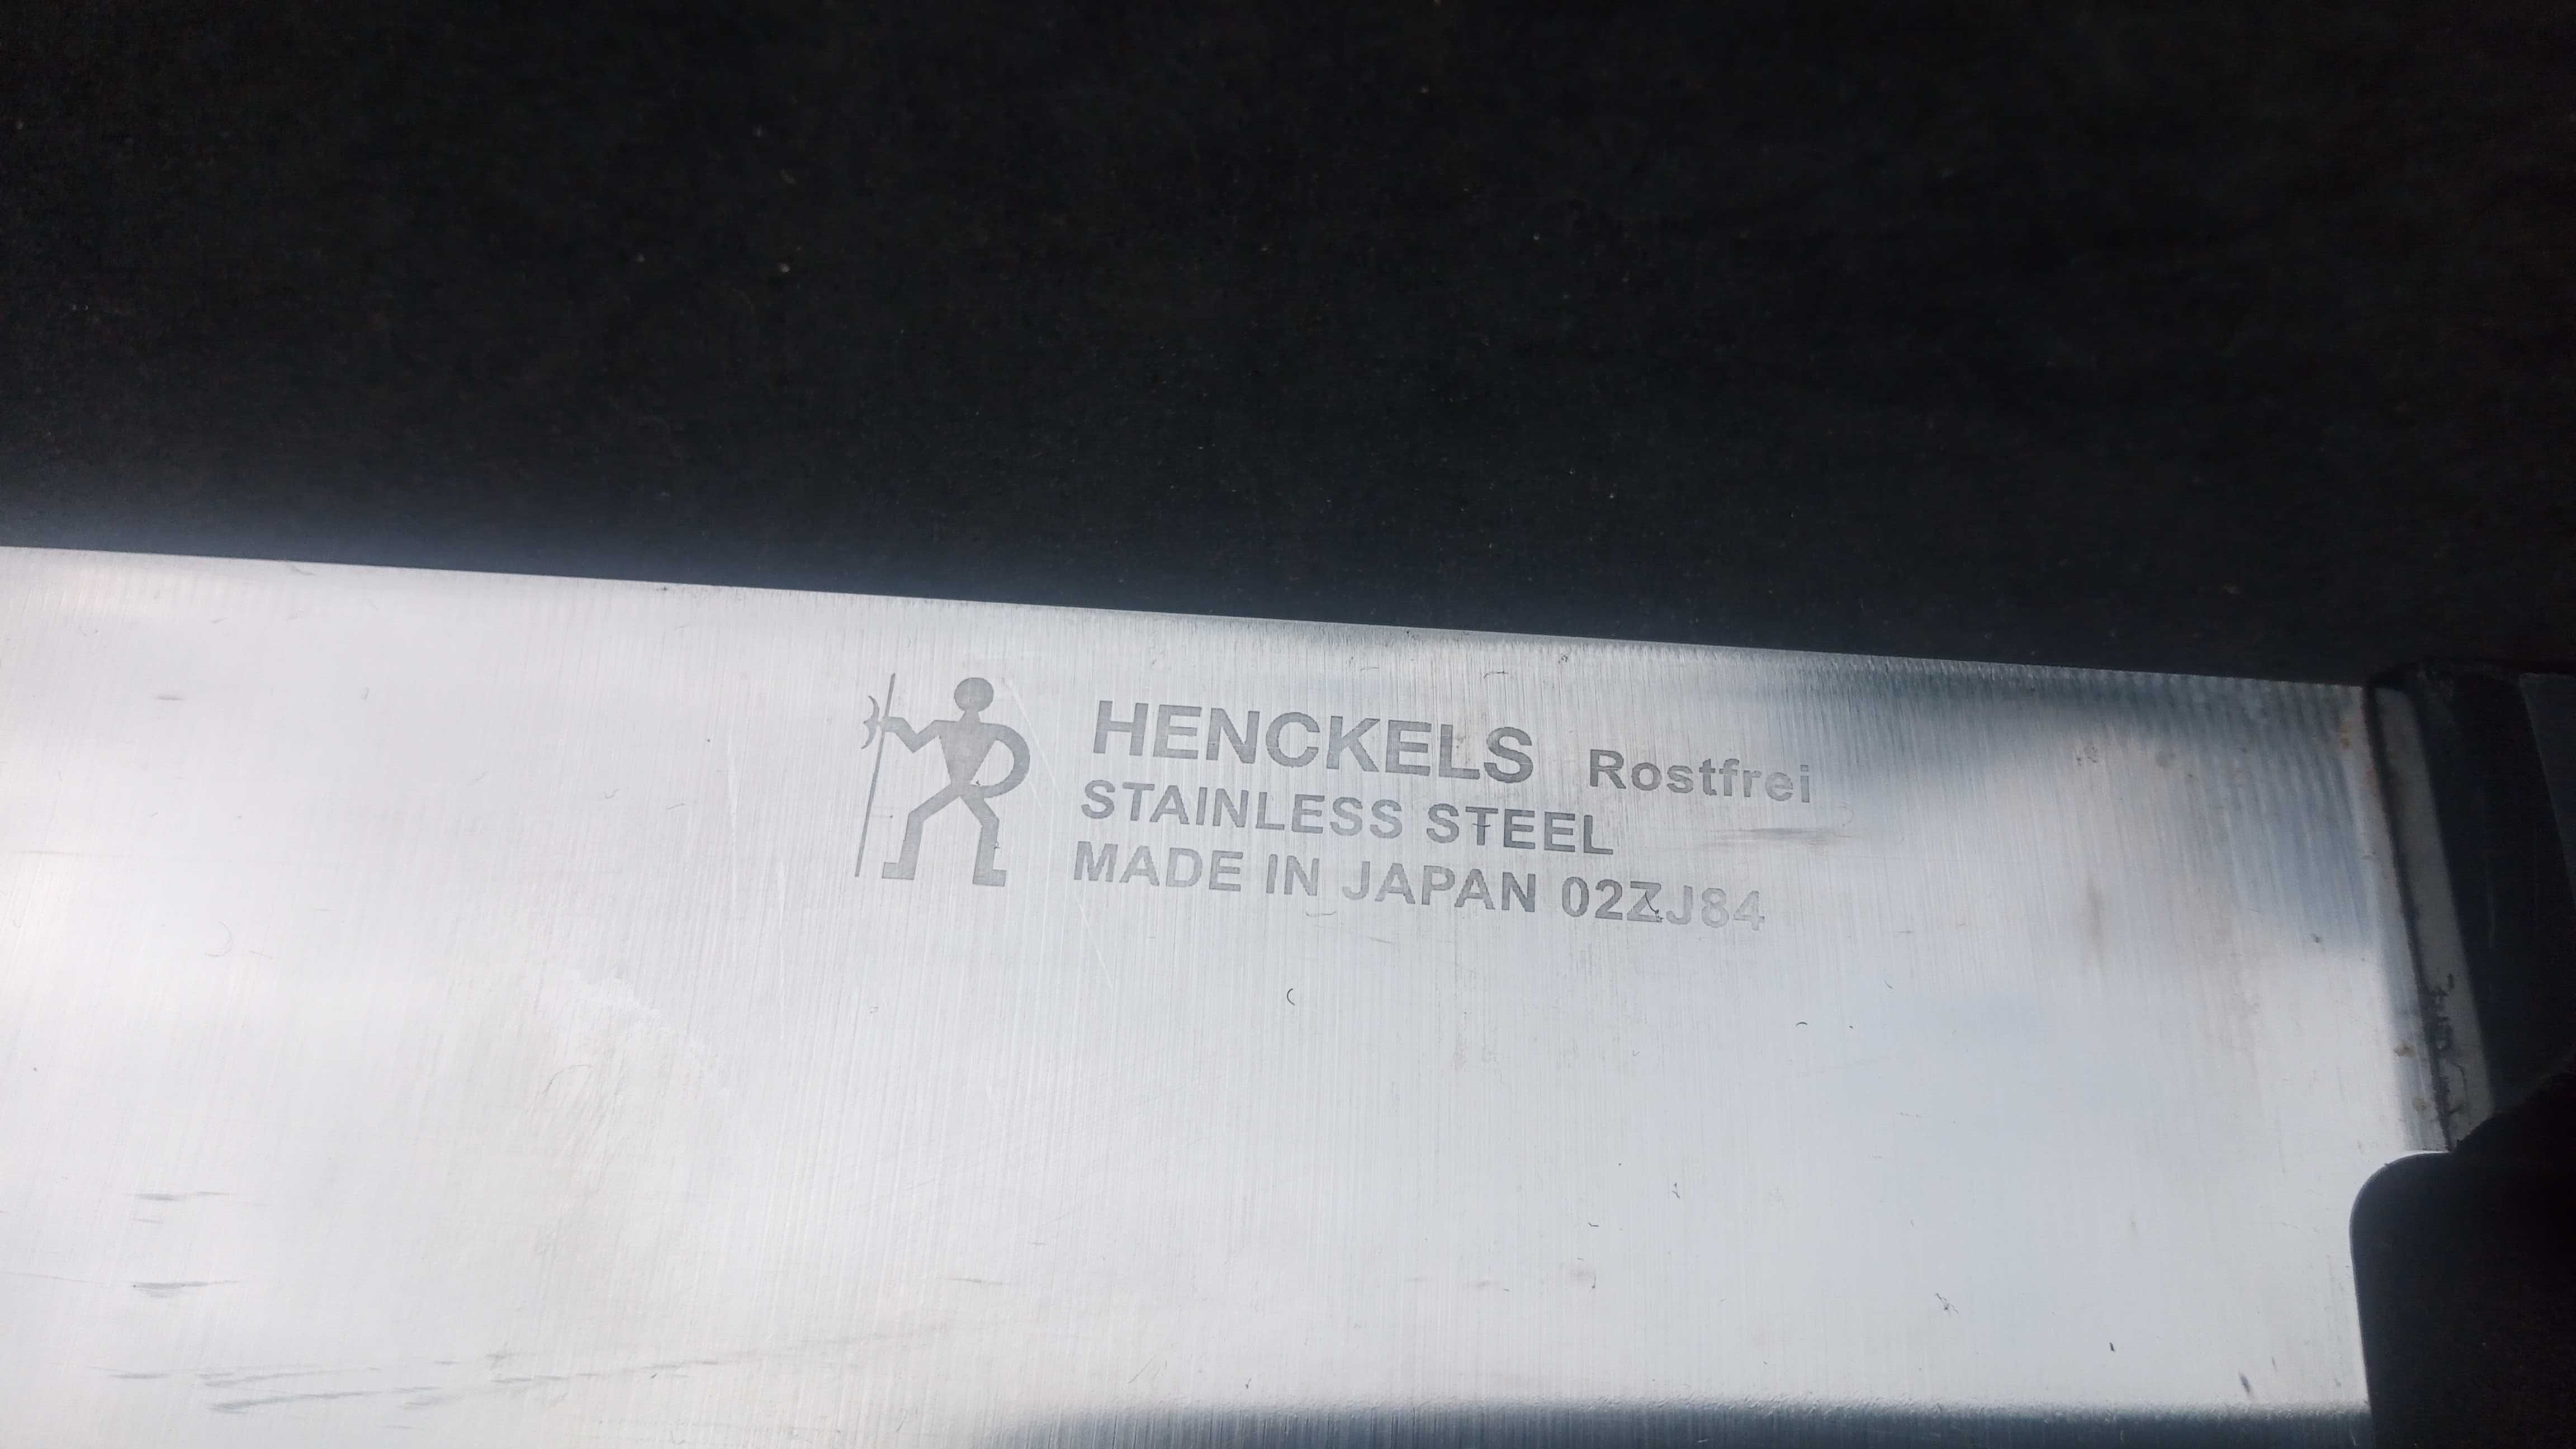 HENCKELS Rostfrei
STAINLESS STEEL
MADE IN JAPAN 02ZJ84